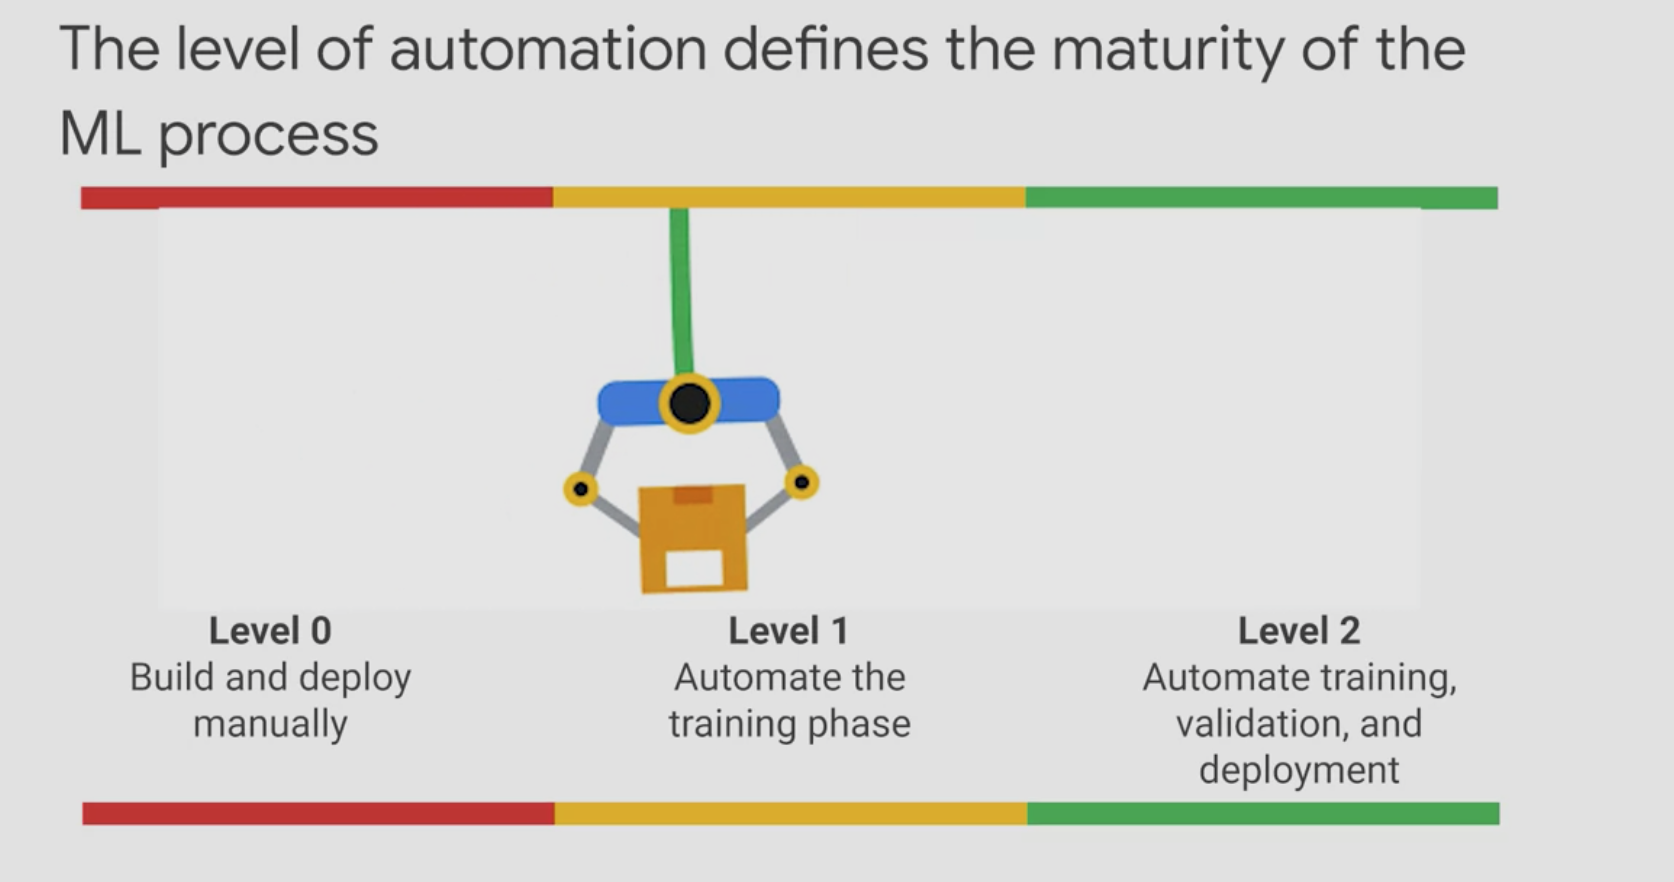 The level of automation defines the maturity of the
ML process
Level 0
Build and deploy
manually
Level 1
Automate the
training phase
Level 2
Automate training,
validation, and
deployment